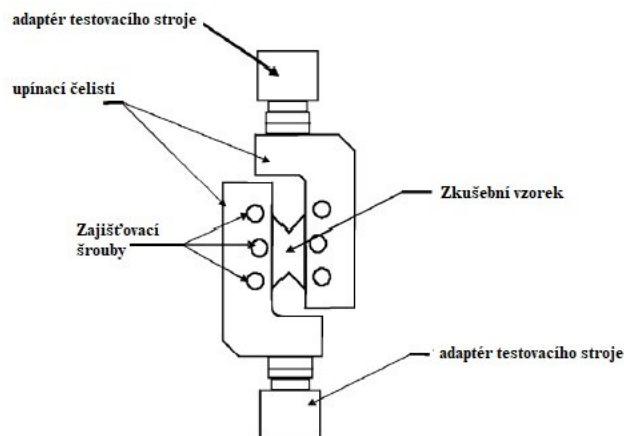 adaptér testovacího stroje
upínací čelisti
Zkušební vzorek
Zajišťovací
šrouby
adaptér testovacího stroje